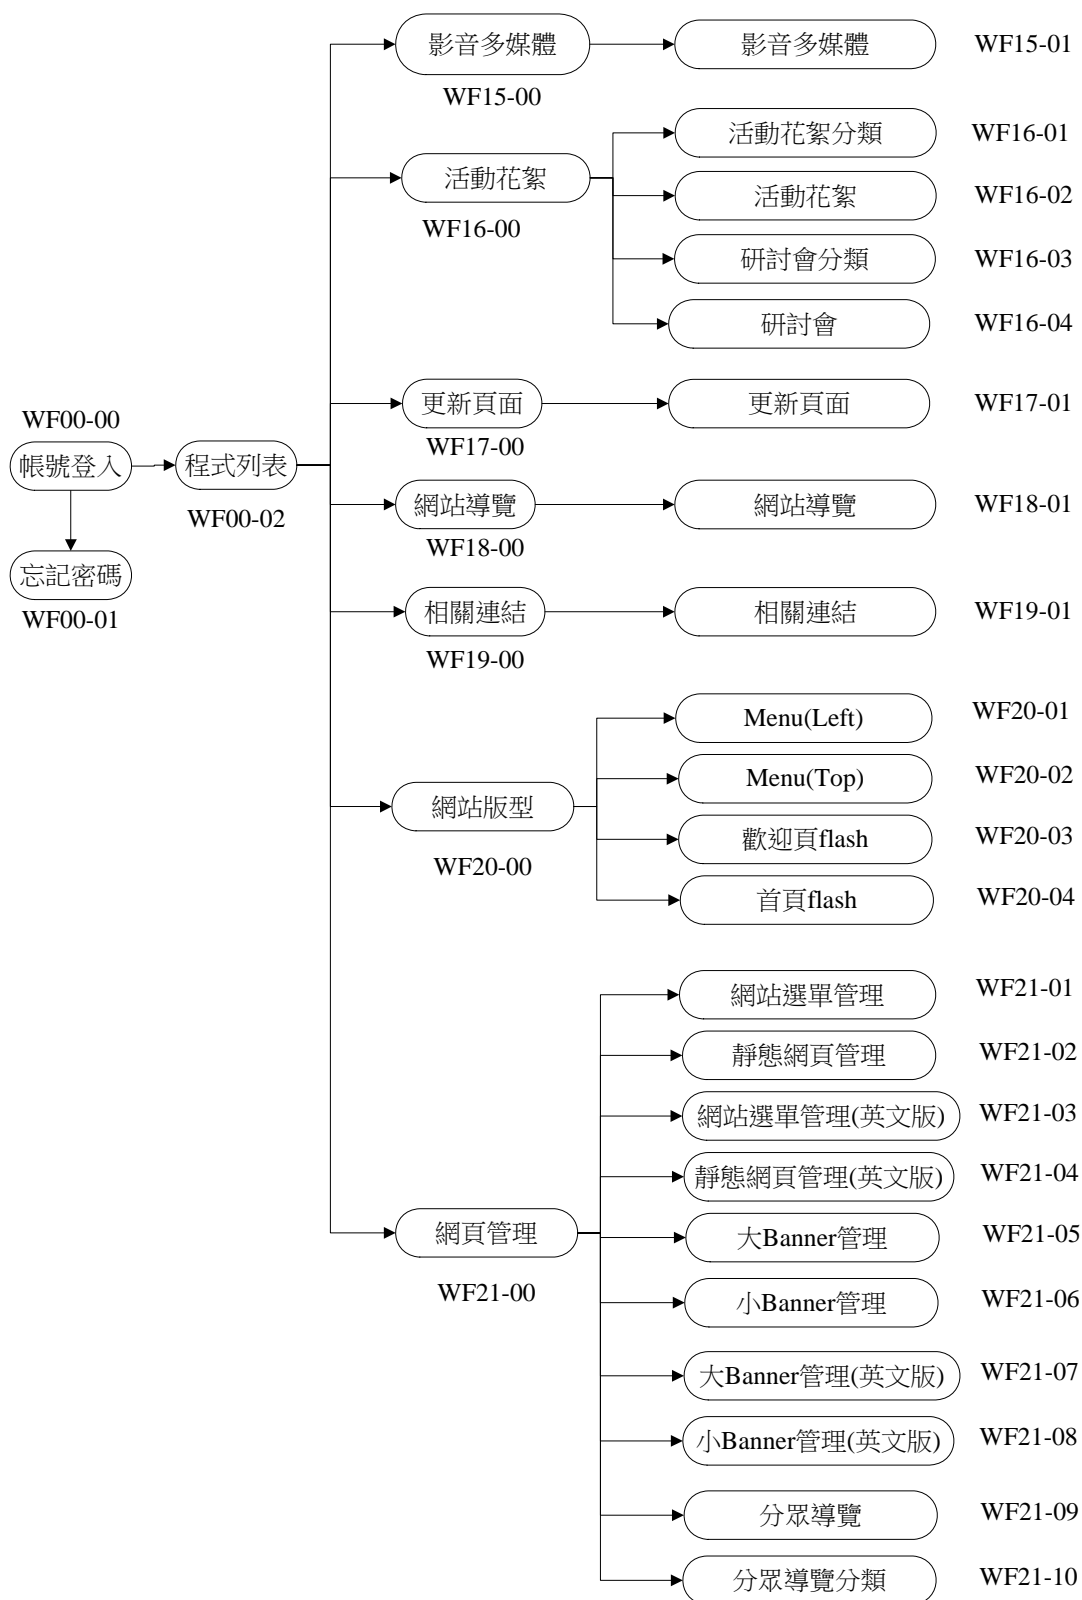 影音多媒體
影音多媒體
WF15-01
WF15-00
活動花絮分類
WF16-01
活動花絮
WF16-00
活動花絮
WF16-02
研討會分類
WF16-03
研討會
WF16-04
WF00-00
帳號登入
程式列表
WF00-02
忘記密碼
WF00-01
更新頁面
更新頁面
WF17-01
WF17-00
網站導覽
網站導覽
WF18-01
WF18-00
相關連結
相關連結
WF19-01
WF19-00
Menu(Left)
WF20-01
Menu(Top)
WF20-02
網站版型
WF20-00
歡迎頁flash
WF20-03
首頁flash
WF20-04
網站選單管理
WF21-01
靜態網頁管理
WF21-02
網站選單管理(英文版)
WF21-03
靜態網頁管理(英文版)
WF21-04
網頁管理
WF21-00
大Banner管理
WF21-05
小Banner管理
WF21-06
大Banner管理(英文版)
WF21-07
小Banner管理(英文版)
WF21-08
分眾導覽
WF21-09
分眾導覽分類
WF21-10